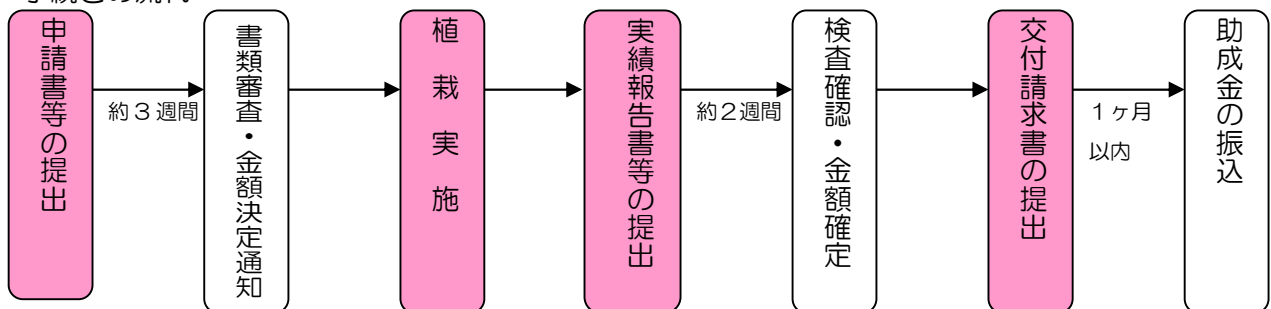 申請書等の提出
約３週間
書類審査・金額決定通知
植栽実施
実績報告書等の提出
約２週間
検査確認・金額確定
交付請求書の提出
１ヶ月
以内
助成金の振込